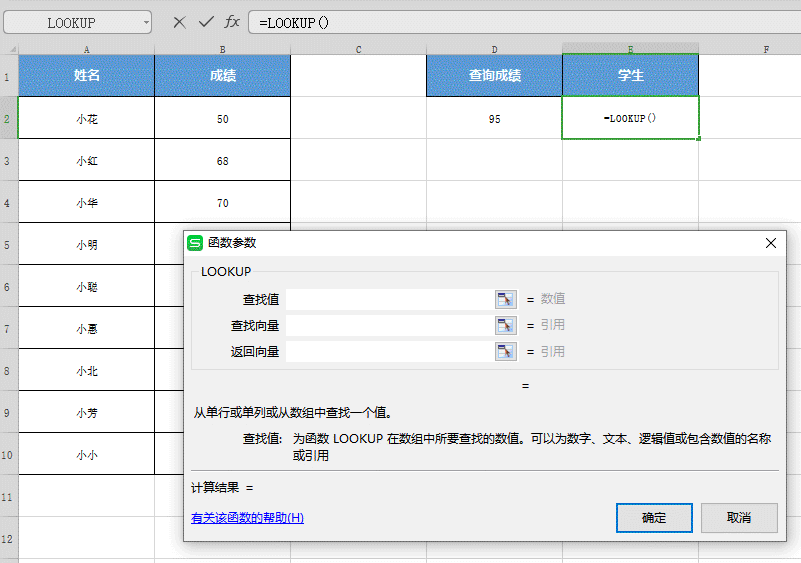 LOOKUP fx =LOOKUP()
A B C D E F
1 姓名 成绩 查询成绩 学生
2 小花 50 95 =LOOKUP()
3 小红 68
4 小华 70
5 小明
6 小聪
7 小惠
8 小北
9 小芳
10 小小
11
12
S 函数参数
LOOKUP
查找值 = 数值
查找向量 = 引用
返回向量 = 引用
=
从单行或单列或从数组中查找一个值。
查找值: 为函数 LOOKUP 在数组中所要查找的数值。可以为数字、文本、逻辑值或包含数值的名称
或引用
计算结果 =
有关该函数的帮助(H) 确定 取消